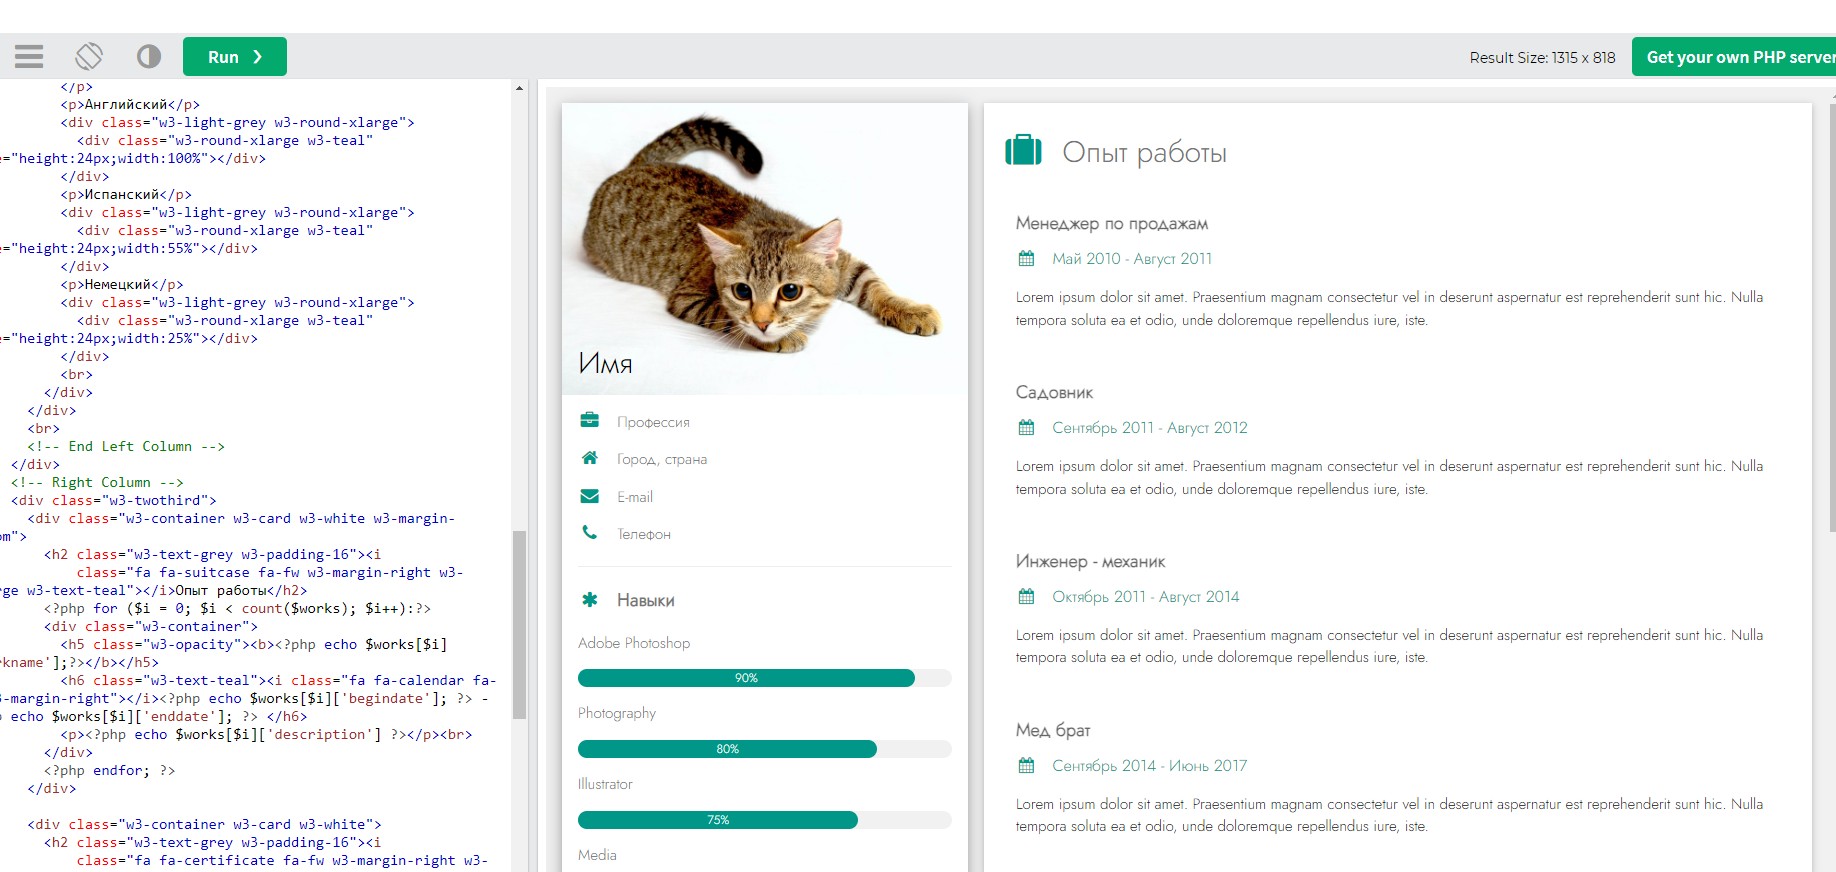 Run ❯
Result Size: 1315 x 818
Get your own PHP server
</p>
<p>Английский</p>
<div class="w3-light-grey w3-round-xlarge">
<div class="w3-round-xlarge w3-teal"
="height:24px;width:100%"></div>
</div>
<p>Испанский</p>
<div class="w3-light-grey w3-round-xlarge">
<div class="w3-round-xlarge w3-teal"
="height:24px;width:55%"></div>
</div>
<p>Немецкий</p>
<div class="w3-light-grey w3-round-xlarge">
<div class="w3-round-xlarge w3-teal"
="height:24px;width:25%"></div>
</div>
<br>
</div>
</div>
<br>
<!-- End Left Column -->
</div>
<!-- Right Column -->
<div class="w3-twothird">
<div class="w3-container w3-card w3-white w3-margin-
om">
<h2 class="w3-text-grey w3-padding-16"><i
class="fa fa-suitcase fa-fw w3-margin-right w3-
ge w3-text-teal"></i>Опыт работы</h2>
<?php for ($i = 0; $i < count($works); $i++):?>
<div class="w3-container">
<h5 class="w3-opacity"><b><?php echo $works[$i]
kname'];?></b></h5>
<h6 class="w3-text-teal"><i class="fa fa-calendar fa-
3-margin-right"></i><?php echo $works[$i]['begindate']; ?> -
echo $works[$i]['enddate']; ?> </h6>
<p><?php echo $works[$i]['description'] ?></p><br>
</div>
<?php endfor; ?>
</div>
<div class="w3-container w3-card w3-white">
<h2 class="w3-text-grey w3-padding-16"><i
class="fa fa-certificate fa-fw w3-margin-right w3-
Имя
Профессия
Город, страна
E-mail
Телефон
Навыки
Adobe Photoshop
90%
Photography
80%
Illustrator
75%
Media
Опыт работы
Менеджер по продажам
Май 2010 - Август 2011
Lorem ipsum dolor sit amet. Praesentium magnam consectetur vel in deserunt aspernatur est reprehenderit sunt hic. Nulla
tempora soluta ea et odio, unde doloremque repellendus iure, iste.
Садовник
Сентябрь 2011 - Август 2012
Lorem ipsum dolor sit amet. Praesentium magnam consectetur vel in deserunt aspernatur est reprehenderit sunt hic. Nulla
tempora soluta ea et odio, unde doloremque repellendus iure, iste.
Инженер - механик
Октябрь 2011 - Август 2014
Lorem ipsum dolor sit amet. Praesentium magnam consectetur vel in deserunt aspernatur est reprehenderit sunt hic. Nulla
tempora soluta ea et odio, unde doloremque repellendus iure, iste.
Мед брат
Сентябрь 2014 - Июнь 2017
Lorem ipsum dolor sit amet. Praesentium magnam consectetur vel in deserunt aspernatur est reprehenderit sunt hic. Nulla
tempora soluta ea et odio, unde doloremque repellendus iure, iste.